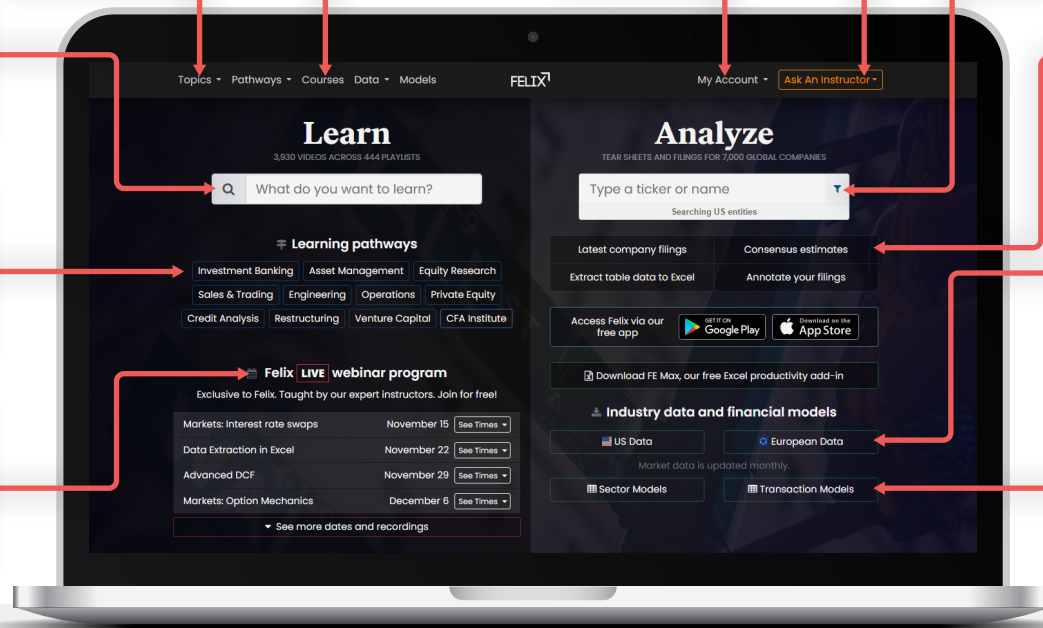 Topics Pathways Courses Data Models
FELIX
My Account Ask An Instructor
Learn
3,930 VIDEOS ACROSS 444 PLAYLISTS
What do you want to learn?
Learning pathways
Investment Banking Asset Management Equity Research
Sales & Trading Engineering Operations Private Equity
Credit Analysis Restructuring Venture Capital CFA Institute
Felix LIVE webinar program
Exclusive to Felix. Taught by our expert instructors. Join for free!
Markets: Interest rate swaps November 15 See Times
Data Extraction in Excel November 22 See Times
Advanced DCF November 29 See Times
Markets: Option Mechanics December 6 See Times
See more dates and recordings
Analyze
TEAR SHEETS AND FILINGS FOR 7,000 GLOBAL COMPANIES
Type a ticker or name
Searching US entities
Latest company filings Consensus estimates
Extract table data to Excel Annotate your filings
Access Felix via our
free app
GET IT ON
Google Play
Download on the
App Store
Download FE Max, our free Excel productivity add-in
Industry data and financial models
US Data European Data
Market data is updated monthly.
Sector Models Transaction Models